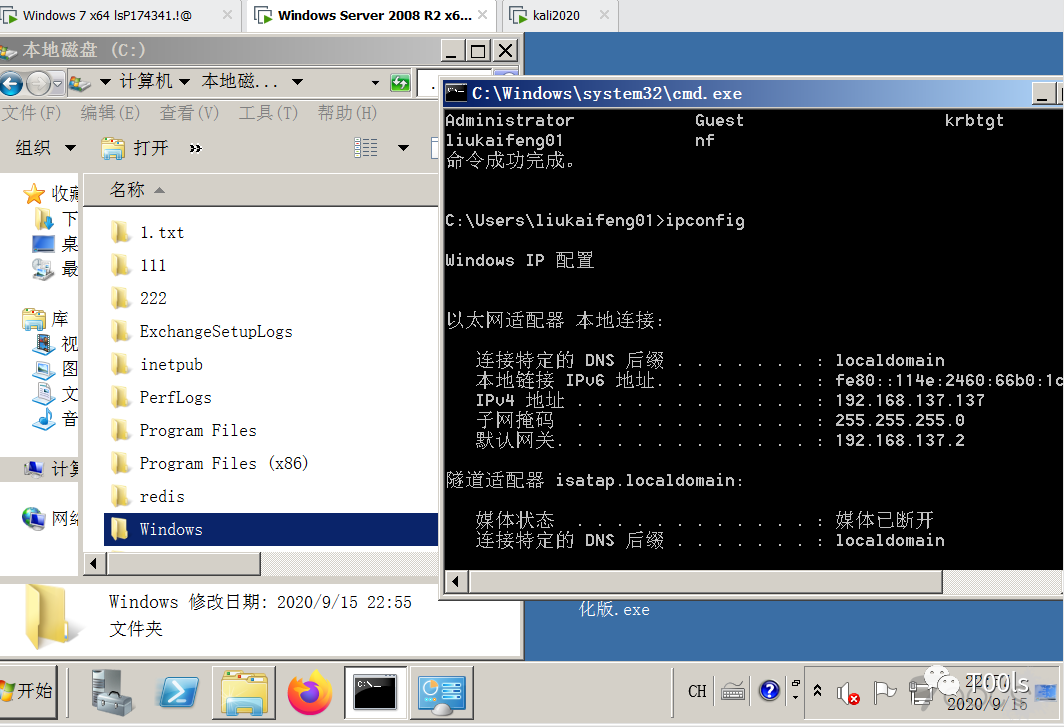 Windows 7 x64 lsP174341.!@
Windows Server 2008 R2 x6...
kali2020
本地磁盘 (C:)
计算机 本地磁...
文件(F) 编辑(E) 查看(V) 工具(T) 帮助(H)
组织 打开 »
名称
收藏
下
桌
最
库
视
图
文
音
计算
网络
1.txt
111
222
ExchangeSetupLogs
inetpub
PerfLogs
Program Files
Program Files (x86)
redis
Windows
Windows 修改日期: 2020/9/15 22:55
文件夹
C:\Windows\system32\cmd.exe
Administrator Guest krbtgt
liukaifeng01 nf
命令成功完成。
C:\Users\liukaifeng01>ipconfig
Windows IP 配置
以太网适配器 本地连接:
连接特定的 DNS 后缀 . . . . . . . : localdomain
本地链接 IPv6 地址. . . . . . . . : fe80::114e:2460:66b0:1c
IPv4 地址 . . . . . . . . . . . . : 192.168.137.137
子网掩码 . . . . . . . . . . . . : 255.255.255.0
默认网关. . . . . . . . . . . . . : 192.168.137.2
隧道适配器 isatap.localdomain:
媒体状态 . . . . . . . . . . . . : 媒体已断开
连接特定的 DNS 后缀 . . . . . . . : localdomain
化版.exe
开始
CH
2020/9/15